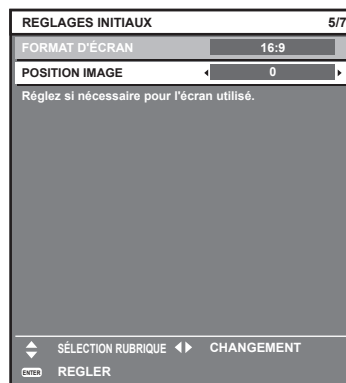 REGLAGES INITIAUX 5/7
FORMAT D'ÉCRAN 16:9
POSITION IMAGE 0
Réglez si nécessaire pour l'écran utilisé.
SÉLECTION RUBRIQUE CHANGEMENT
ENTER REGLER